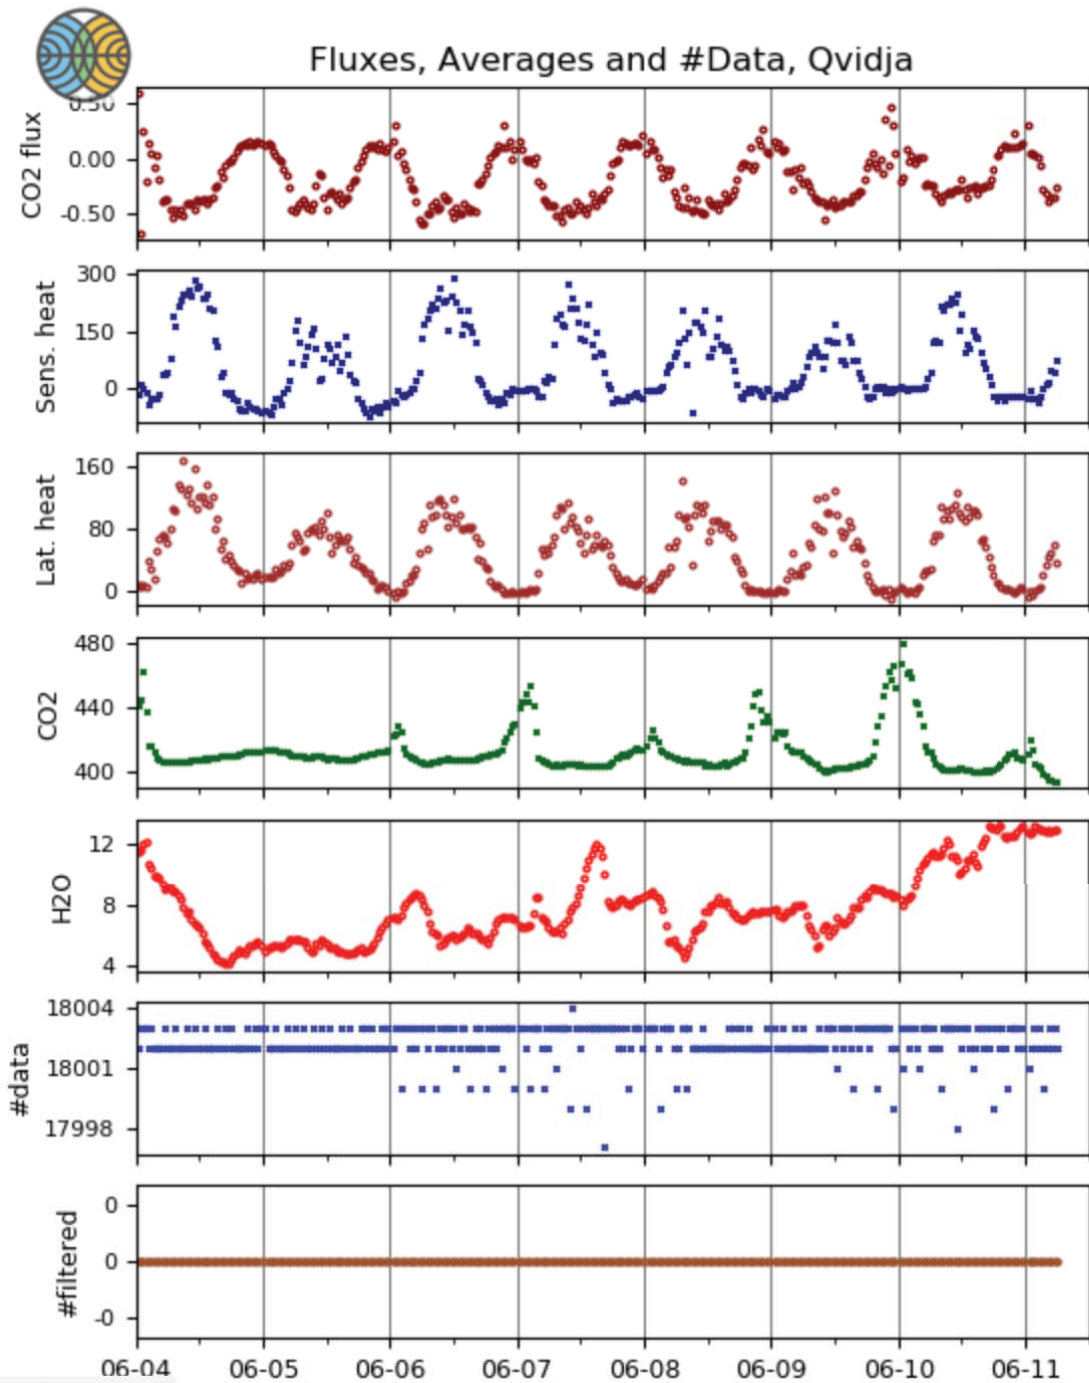 Fluxes, Averages and #Data, Qvidja
CO2 flux
0.50
0.00
-0.50
Sens. heat
300
150
0
Lat. heat
160
80
0
CO2
480
440
400
H2O
12
8
4
#data
18004
18001
17998
#filtered
0
0
-0
06-04 06-05 06-06 06-07 06-08 06-09 06-10 06-11